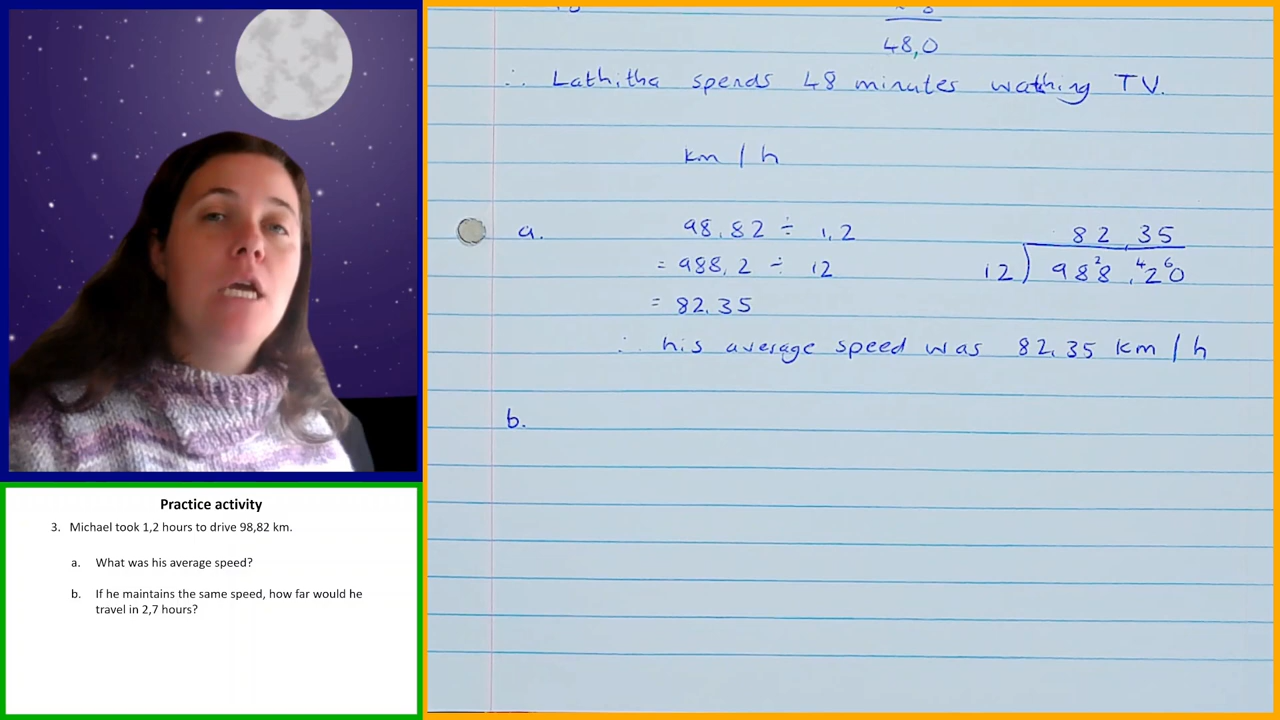 48,0
∴ Lathitha spends 48 minutes watching TV.
km / h
a. 98,82 ÷ 1,2
= 988,2 ÷ 12
= 82,35
82,35
12 ) 98²8,⁴2⁶0
∴ his average speed was 82,35 km / h
b.
Practice activity
3. Michael took 1,2 hours to drive 98,82 km.
a. What was his average speed?
b. If he maintains the same speed, how far would he
travel in 2,7 hours?